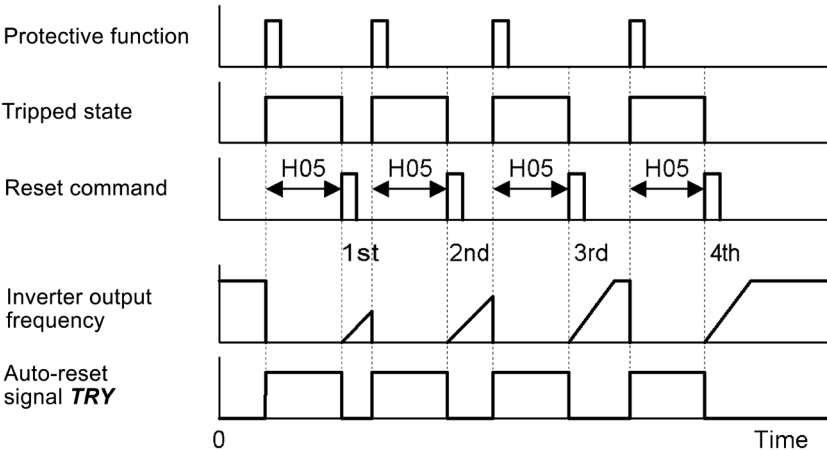 Protective function
Tripped state
H05 H05 H05 H05
Reset command
1st 2nd 3rd 4th
Inverter output
frequency
Auto-reset
signal TRY
0 Time